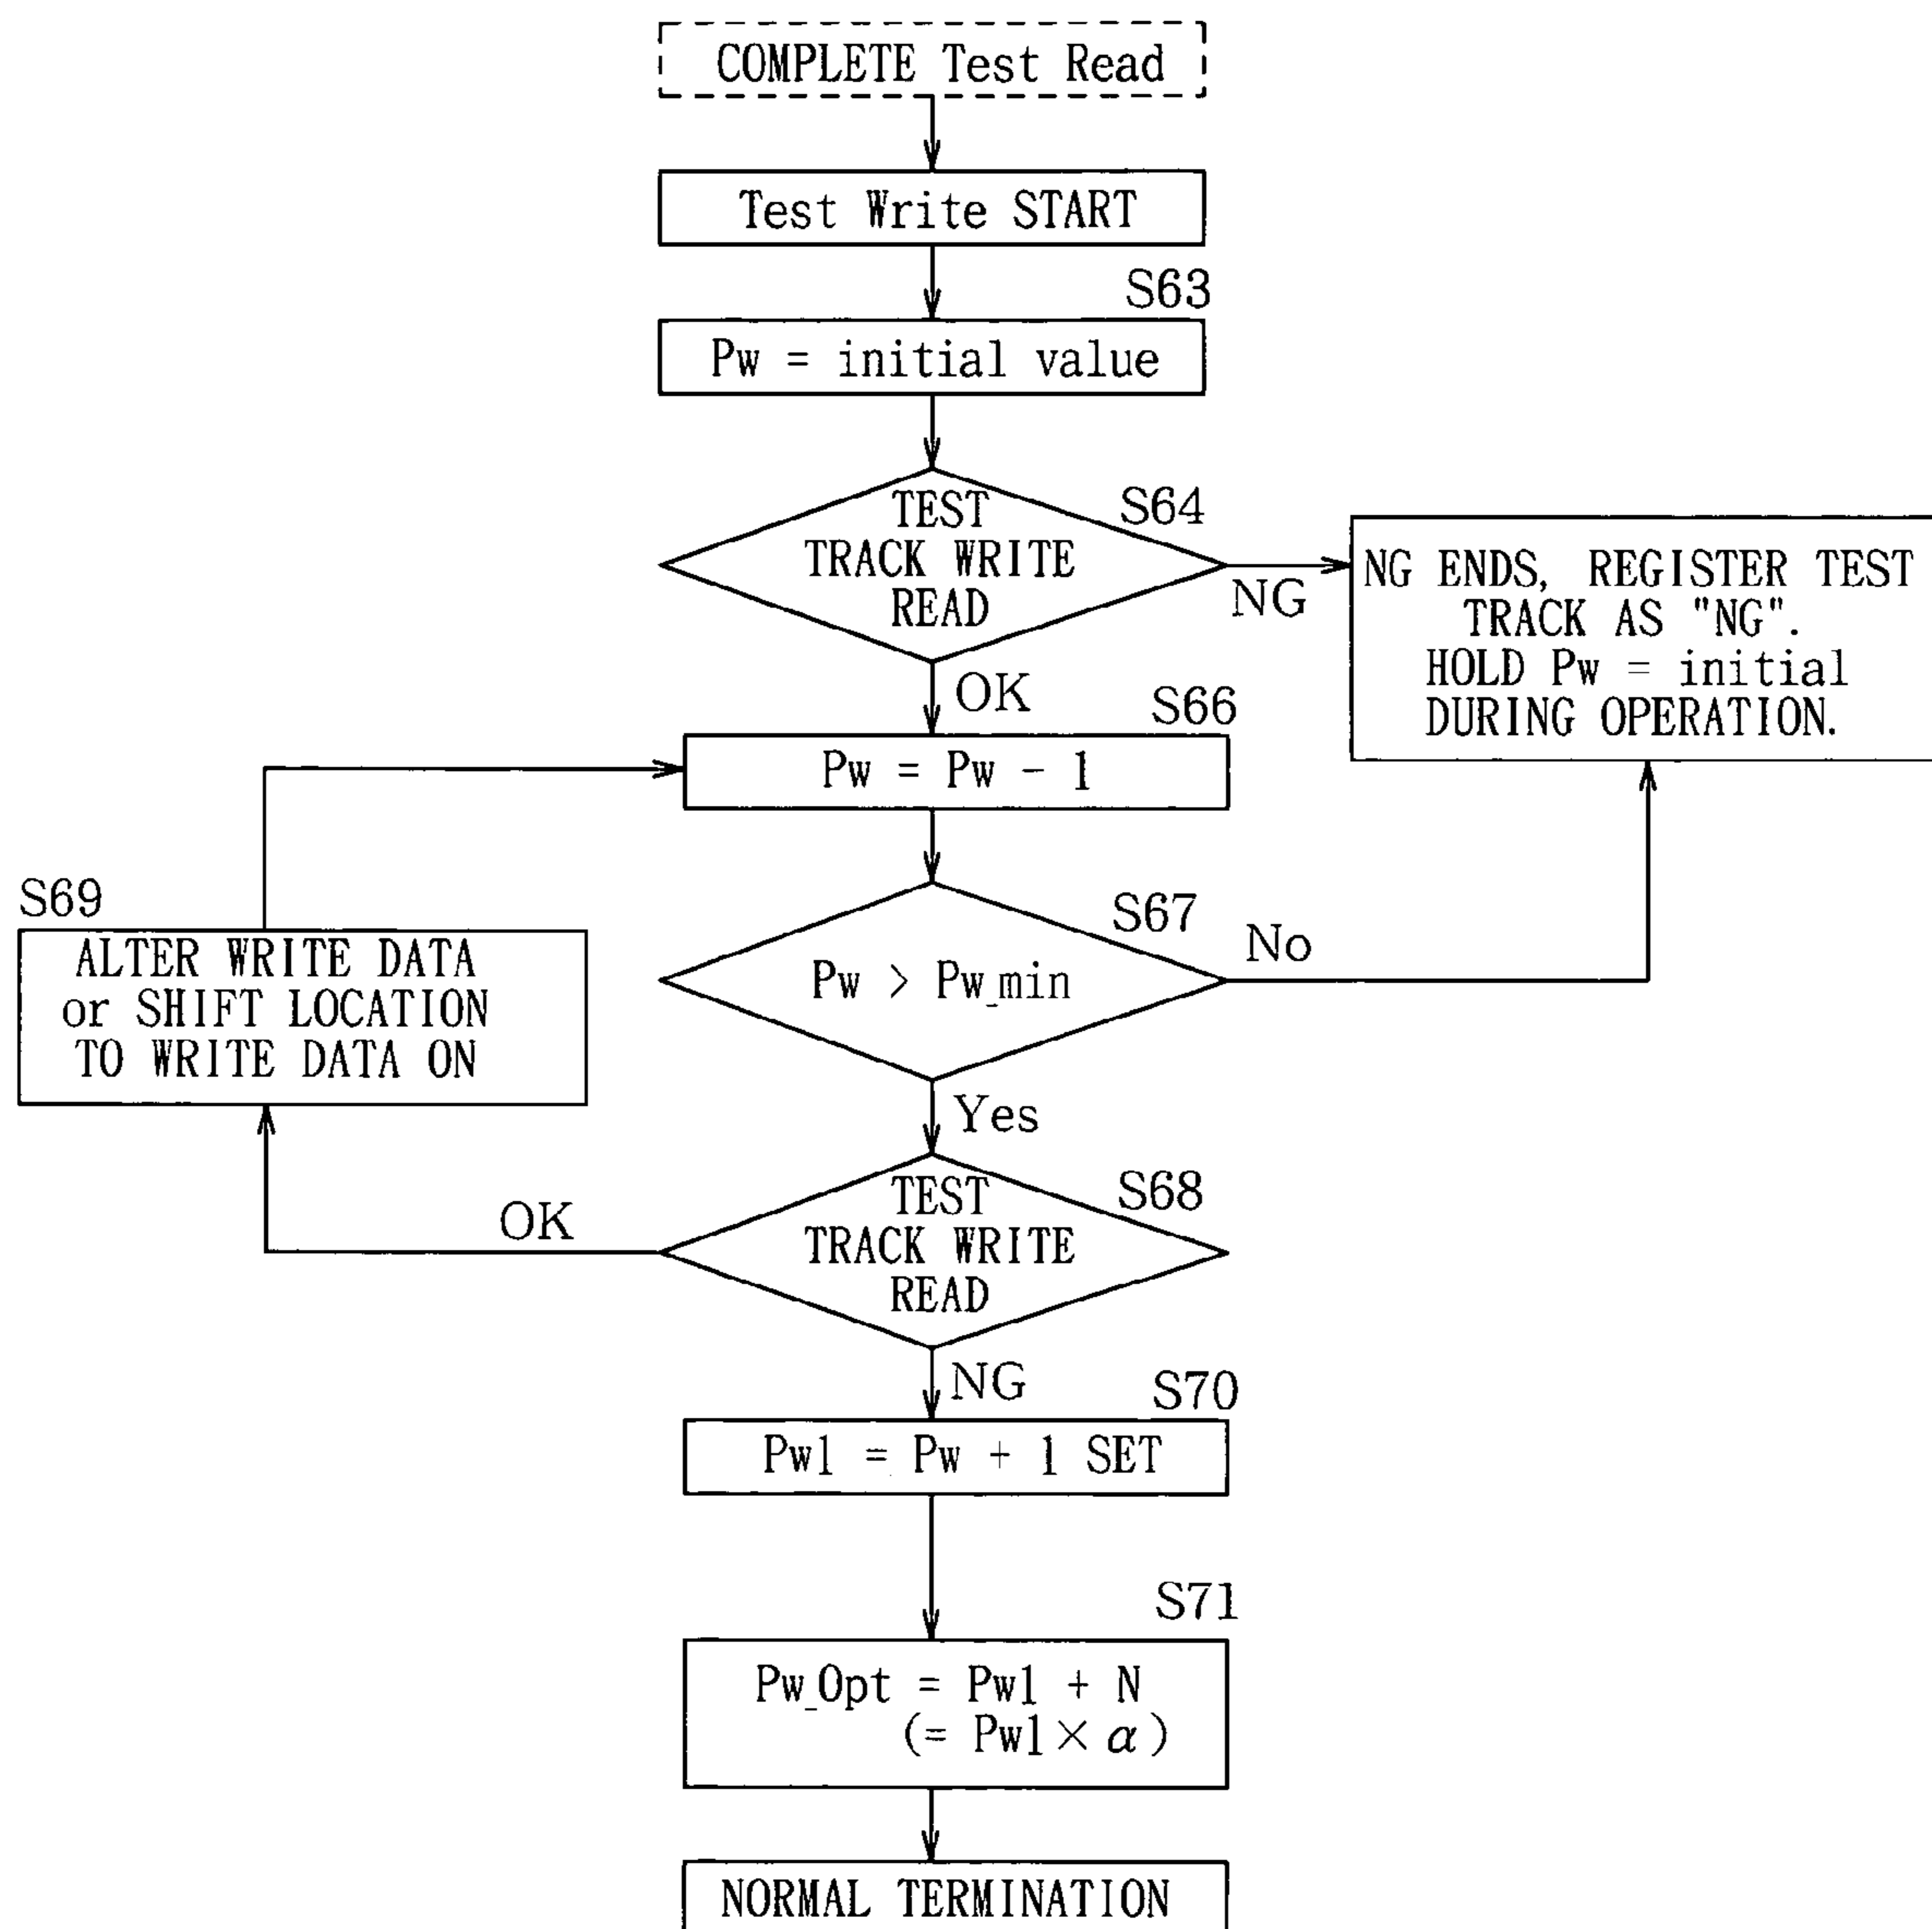 COMPLETE Test Read
Test Write START
S63
Pw = initial value
S64
TEST
TRACK WRITE
READ
NG
NG ENDS, REGISTER TEST
TRACK AS "NG".
HOLD Pw = initial
DURING OPERATION.
OK
S66
Pw = Pw - 1
S67
Pw > Pw_min
No
S69
ALTER WRITE DATA
or SHIFT LOCATION
TO WRITE DATA ON
Yes
S68
TEST
TRACK WRITE
READ
OK
NG
S70
Pw1 = Pw + 1 SET
S71
Pw_Opt = Pw1 + N
(= Pw1 × α)
NORMAL TERMINATION